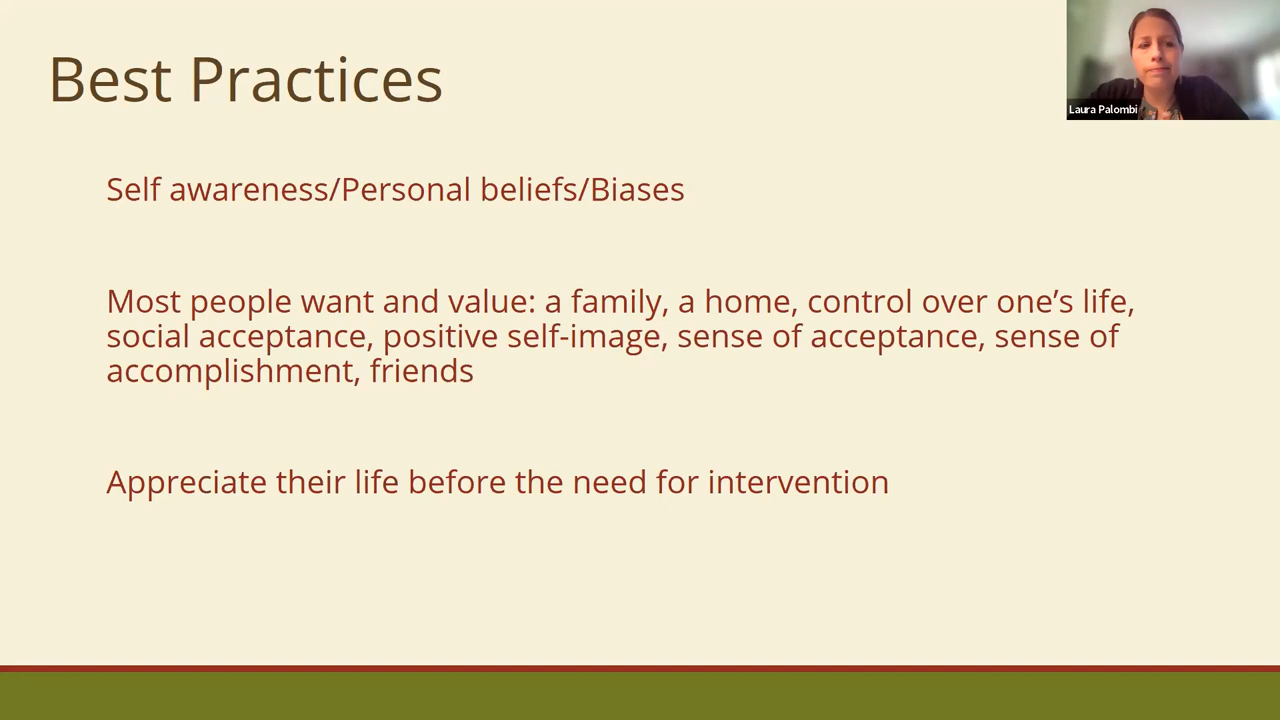 Best Practices
Laura Palombi
Self awareness/Personal beliefs/Biases
Most people want and value: a family, a home, control over one’s life,
social acceptance, positive self-image, sense of acceptance, sense of
accomplishment, friends
Appreciate their life before the need for intervention